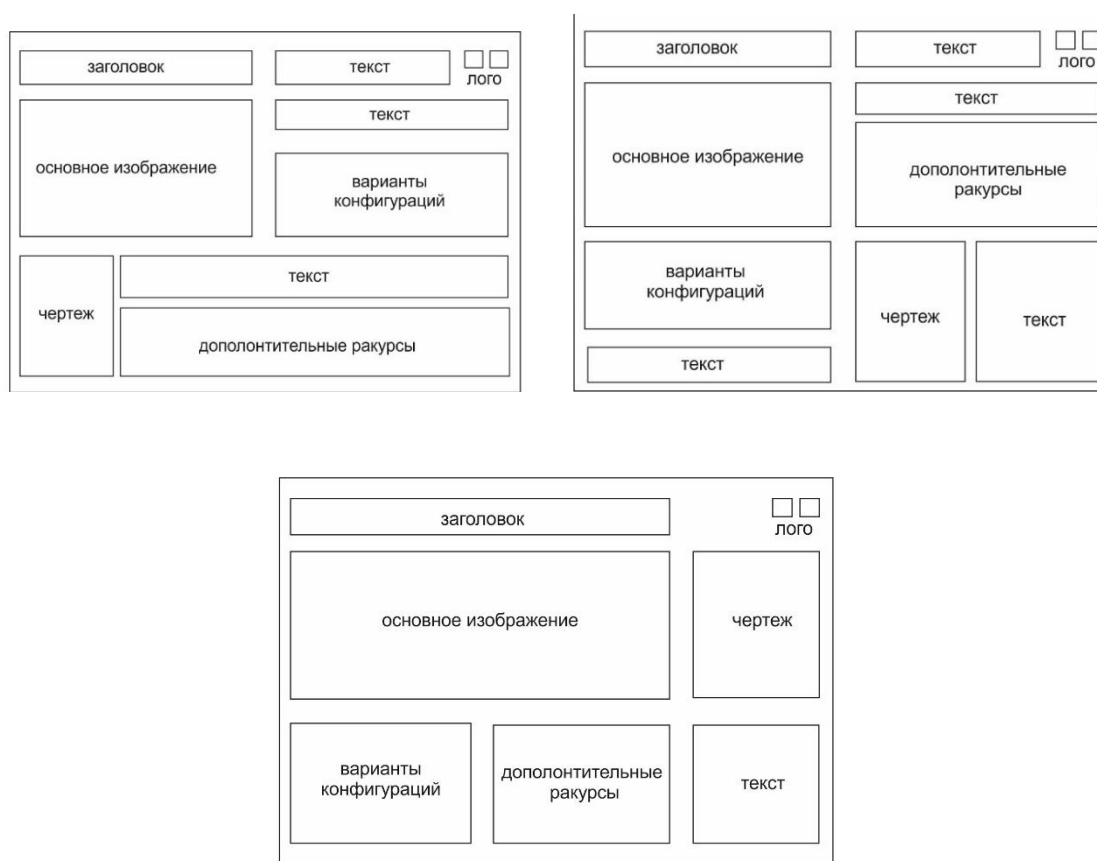 заголовок
текст
лого
текст
основное изображение
варианты
конфигураций
текст
чертеж
дополонтительные ракурсы
заголовок
текст
лого
текст
основное изображение
дополонтительные
ракурсы
варианты
конфигураций
чертеж
текст
текст
заголовок
лого
основное изображение
чертеж
варианты
конфигураций
дополонтительные
ракурсы
текст